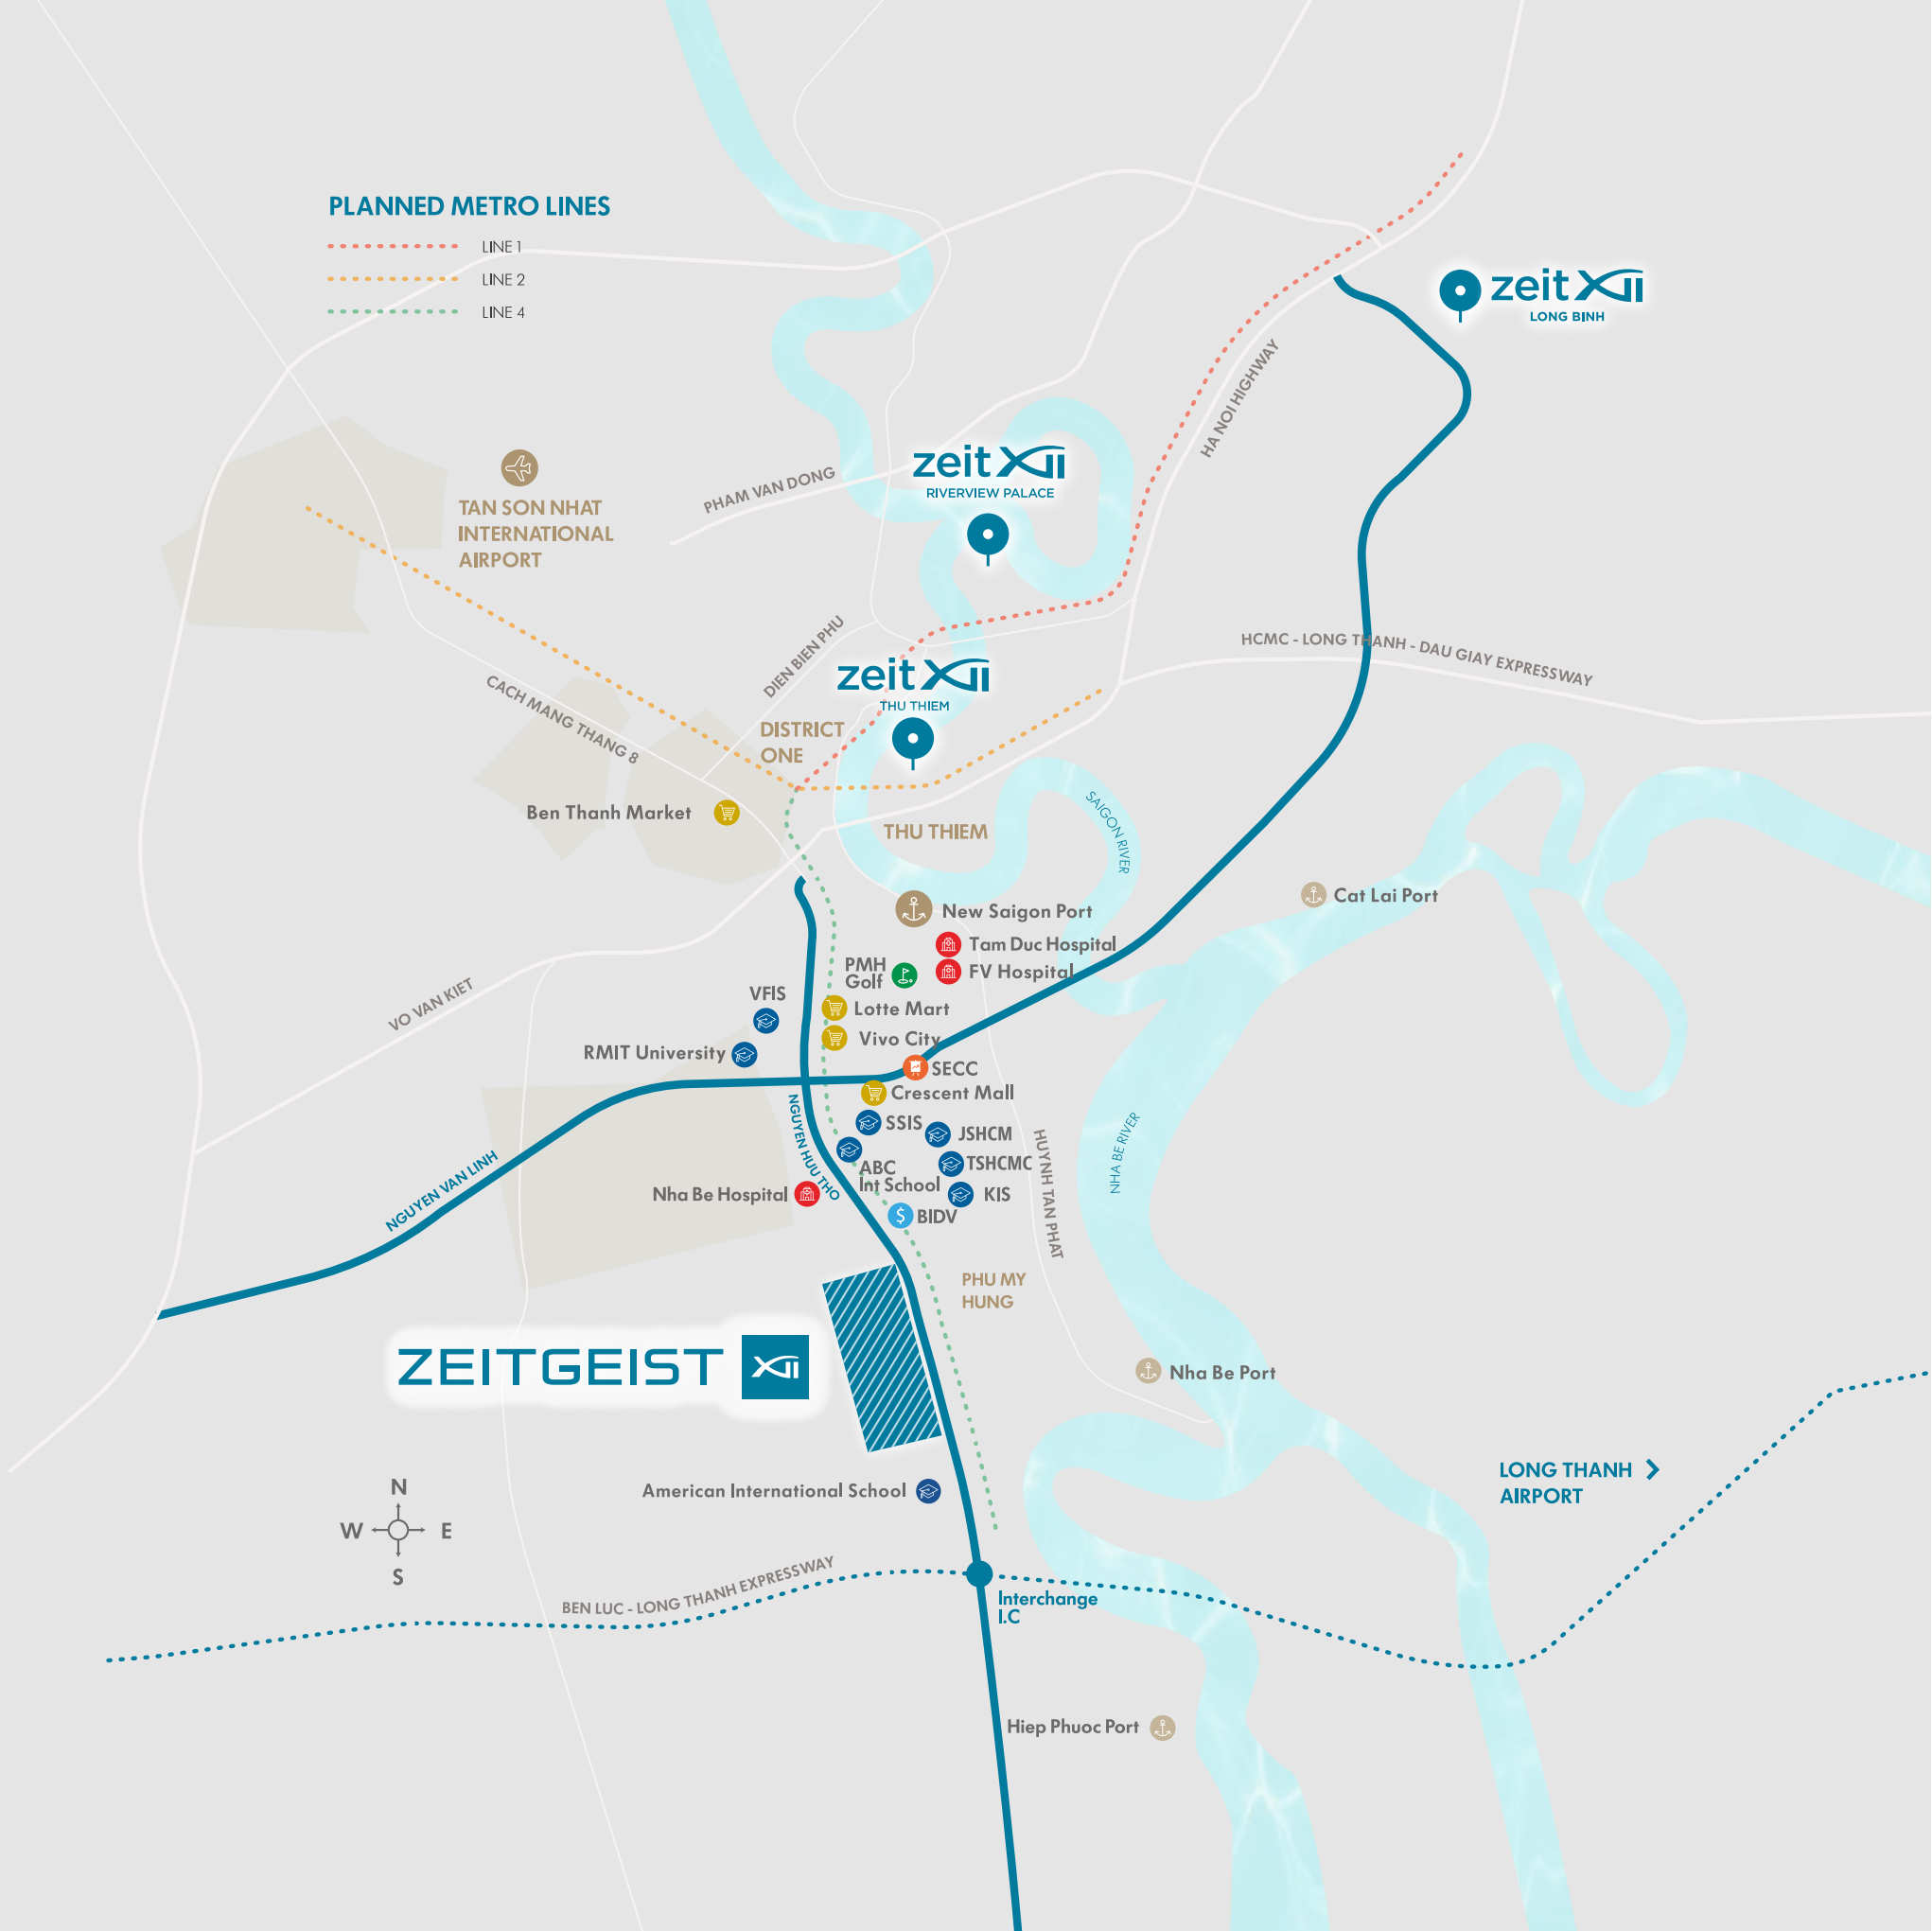 PLANNED METRO LINES
LINE 1
LINE 2
LINE 4
zeit XII
LONG BINH
HA NOI HIGHWAY
TAN SON NHAT
INTERNATIONAL
AIRPORT
PHAM VAN DONG
zeit XII
RIVERVIEW PALACE
HCMC - LONG THANH - DAU GIAY EXPRESSWAY
DIEN BIEN PHU
CACH MANG THANG 8
zeit XII
THU THIEM
DISTRICT
ONE
Ben Thanh Market
THU THIEM
SAIGON RIVER
Cat Lai Port
New Saigon Port
Tam Duc Hospital
FV Hospital
PMH
Golf
VFIS
Lotte Mart
Vivo City
VO VAN KIET
RMIT University
SECC
Crescent Mall
NGUYEN HUU THO
SSIS
JSHCM
ABC
Int School
TSHCMC
KIS
Nha Be Hospital
BIDV
NGUYEN VAN LINH
HUYNH TAN PHAT
NHA BE RIVER
PHU MY
HUNG
ZEITGEIST XII
Nha Be Port
LONG THANH
AIRPORT
American International School
N
W E
S
BEN LUC - LONG THANH EXPRESSWAY
Interchange
I.C
Hiep Phuoc Port